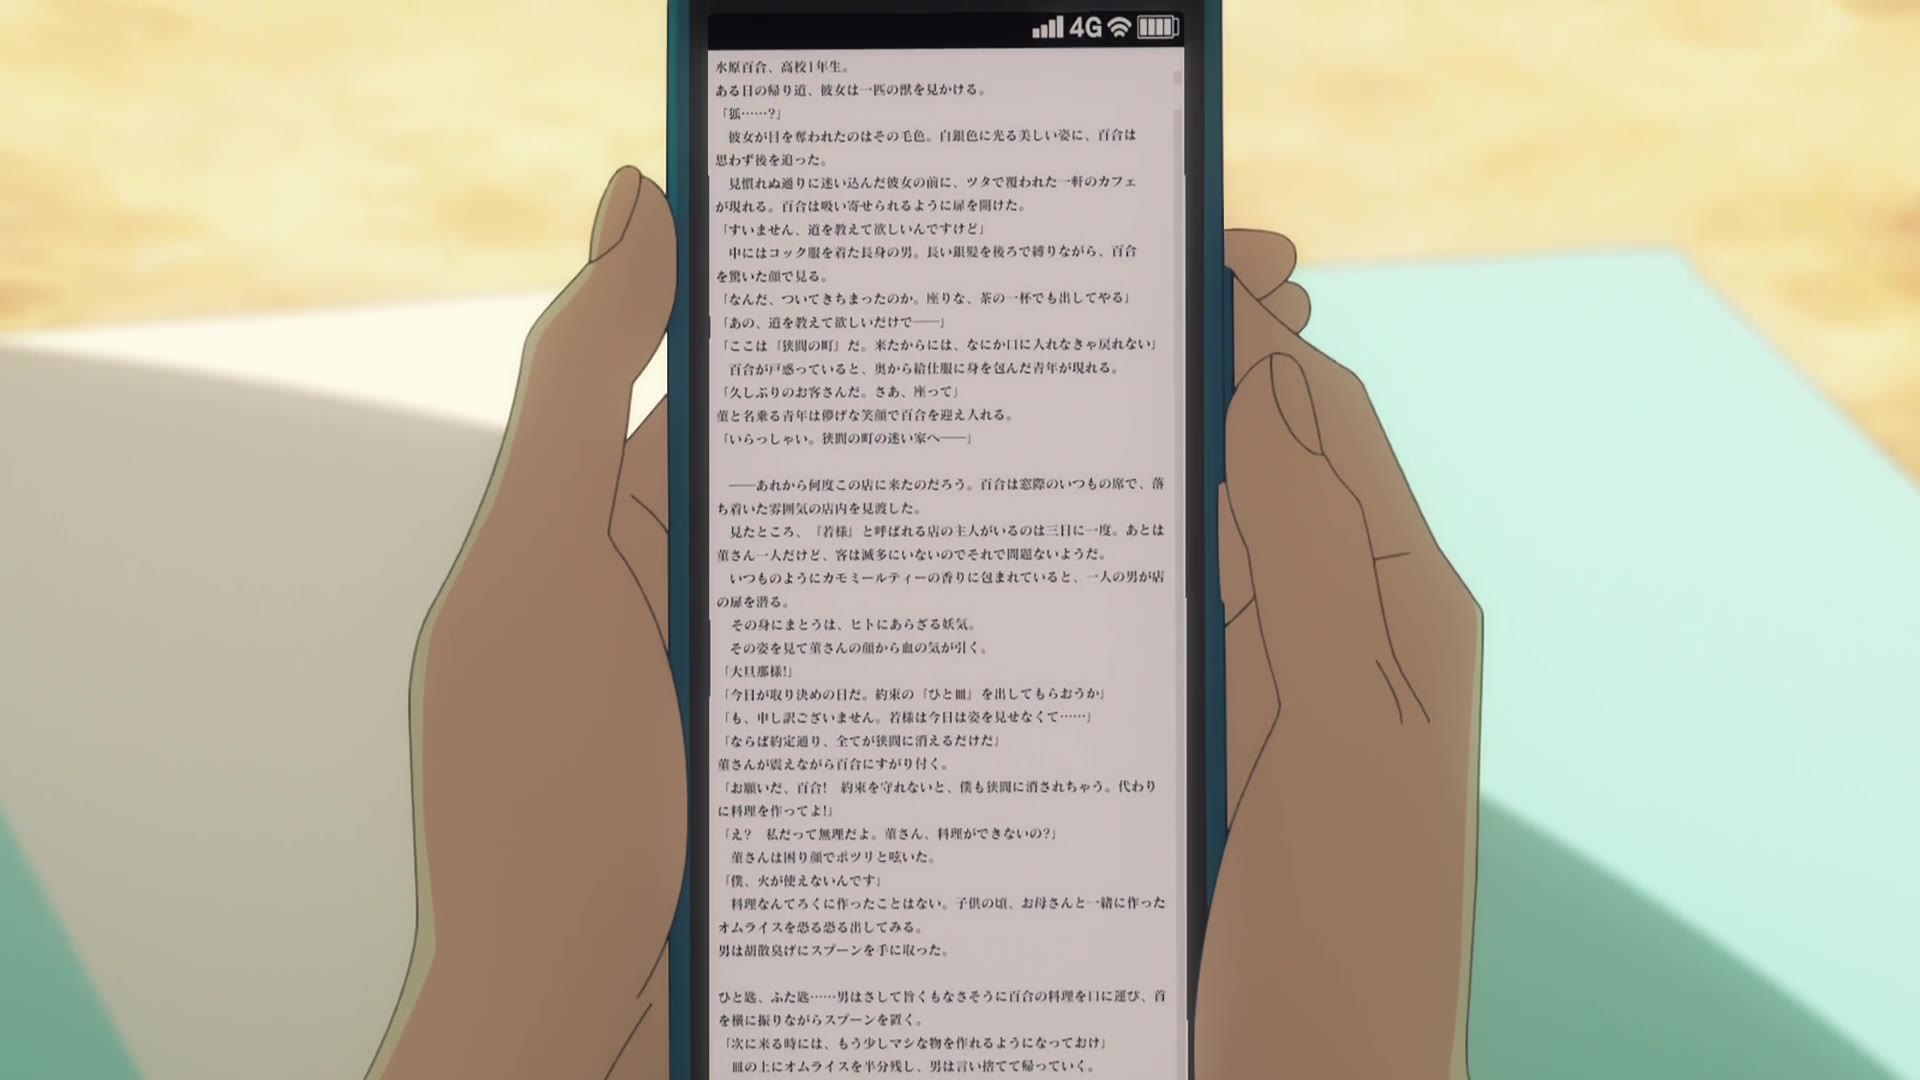 4G
水原百合、高校1年生。
ある日の帰り道、彼女は一匹の獣を見かける。
「狐……?」
彼女が目を奪われたのはその毛色。白銀色に光る美しい姿に、百合は
思わず後を追った。
見慣れぬ通りに迷い込んだ彼女の前に、ツタで覆われた一軒のカフェ
が現れる。百合は吸い寄せられるように扉を開けた。
「すいません、道を教えて欲しいんですけど」
中にはコック服を着た長身の男。長い銀髪を後ろで縛りながら、百合
を驚いた顔で見る。
「なんだ、ついてきちまったのか。座りな、茶の一杯でも出してやる」
「あの、道を教えて欲しいだけで――」
「ここは『狭間の町』だ。来たからには、なにか口に入れなきゃ戻れない」
百合が戸惑っていると、奥から給仕服に身を包んだ青年が現れる。
「久しぶりのお客さんだ。さあ、座って」
菫と名乗る青年は儚げな笑顔で百合を迎え入れる。
「いらっしゃい。狭間の町の迷い家へ――」
――あれから何度この店に来たのだろう。百合は窓際のいつもの席で、落
ち着いた雰囲気の店内を見渡した。
見たところ、『若様』と呼ばれる店の主人がいるのは三日に一度。あとは
菫さん一人だけど、客は滅多にいないのでそれで問題ないようだ。
いつものようにカモミールティーの香りに包まれていると、一人の男が店
の扉を潜る。
その身にまとうは、ヒトにあらざる妖気。
その姿を見て菫さんの顔から血の気が引く。
「大旦那様!」
「今日が取り決めの日だ。約束の『ひと皿』を出してもらおうか」
「も、申し訳ございません。若様は今日は姿を見せなくて……」
「ならば約定通り、全てが狭間に消えるだけだ」
菫さんが震えながら百合にすがり付く。
「お願いだ、百合! 約束を守れないと、僕も狭間に消されちゃう。代わり
に料理を作ってよ!」
「え? 私だって無理だよ。菫さん、料理ができないの?」
菫さんは困り顔でポツリと呟いた。
「僕、火が使えないんです」
料理なんてろくに作ったことはない。子供の頃、お母さんと一緒に作った
オムライスを恐る恐る出してみる。
男は胡散臭げにスプーンを手に取った。
ひと匙、ふた匙……男はさして旨くもなさそうに百合の料理を口に運び、首
を横に振りながらスプーンを置く。
「次に来る時には、もう少しマシな物を作れるようになっておけ」
皿の上にオムライスを半分残し、男は言い捨てて帰っていく。